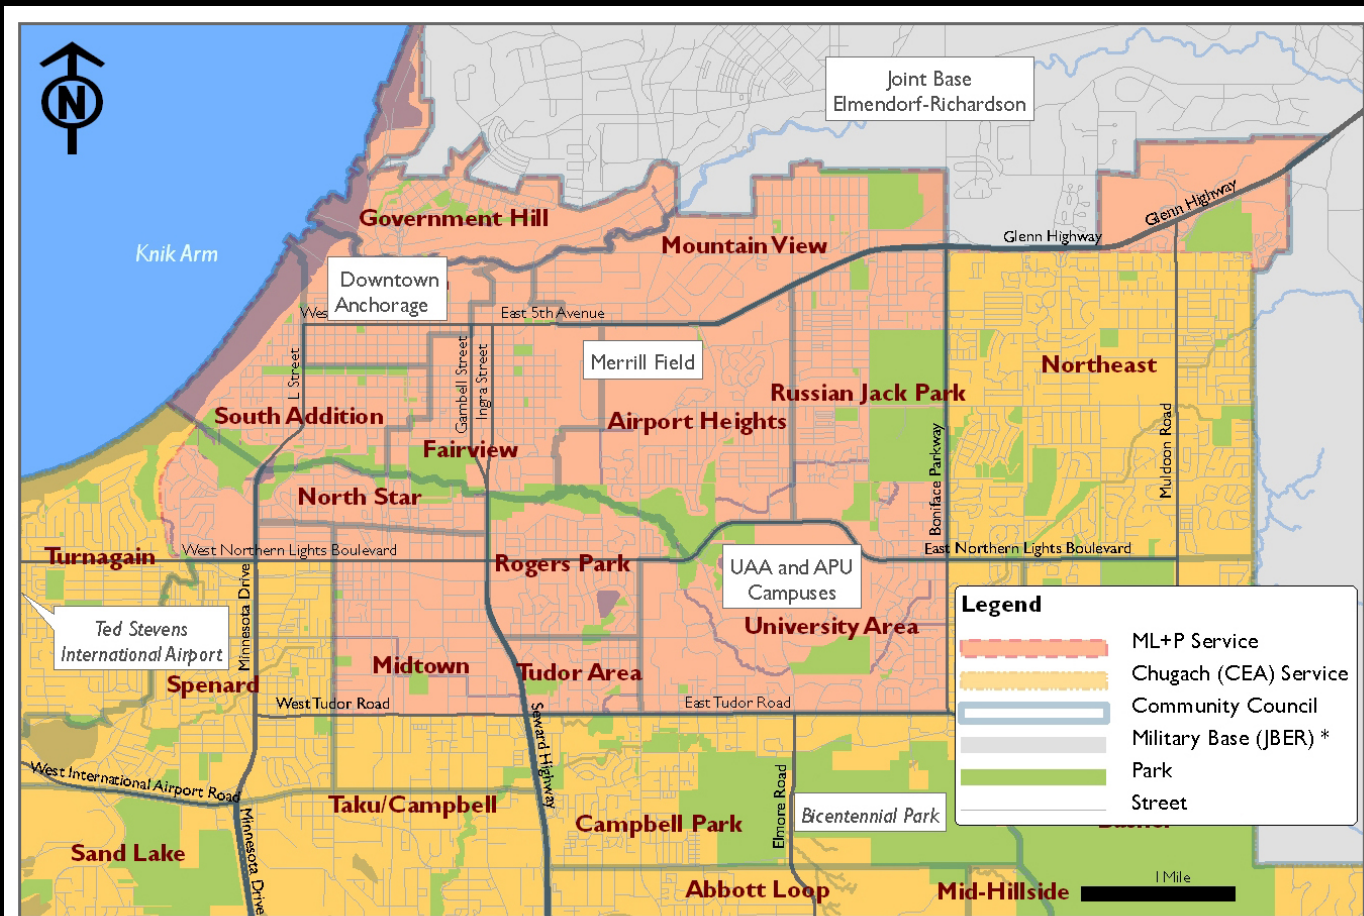 N
Joint Base
Elmendorf-Richardson
Government Hill
Glenn Highway
Knik Arm
Mountain View
Glenn Highway
Downtown
Anchorage
Wes
East 5th Avenue
Merrill Field
Northeast
L Street
Gambell Street
Ingra Street
Russian Jack Park
South Addition
Airport Heights
Fairview
Muldoon Road
Boniface Parkway
North Star
Turnagain
West Northern Lights Boulevard
East Northern Lights Boulevard
Rogers Park
UAA and APU
Campuses
Minnesota Drive
Ted Stevens
International Airport
University Area
Midtown
Tudor Area
Spenard
West Tudor Road
East Tudor Road
Seward Highway
Legend
ML+P Service
Chugach (CEA) Service
Community Council
Military Base (JBER) *
Park
Street
West International Airport Road
Taku/Campbell
Campbell Park
Elmore Road
Bicentennial Park
Minnesota Drive
Sand Lake
Abbott Loop
Mid-Hillside
1 Mile